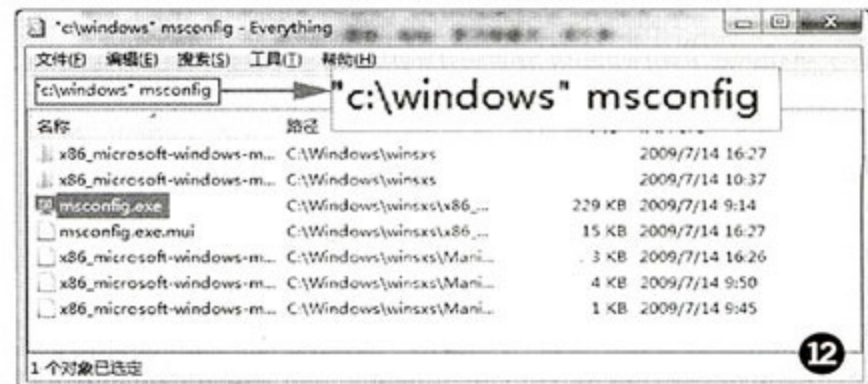 "c:\windows" msconfig - Everything
文件(F) 编辑(E) 搜索(S) 工具(T) 帮助(H)
"c:\windows" msconfig
"c:\windows" msconfig
名称 路径
x86_microsoft-windows-m... C:\Windows\winsxs 2009/7/14 16:27
x86_microsoft-windows-m... C:\Windows\winsxs 2009/7/14 10:37
msconfig.exe C:\Windows\winsxs\x86_... 229 KB 2009/7/14 9:14
msconfig.exe.mui C:\Windows\winsxs\x86_... 15 KB 2009/7/14 16:27
x86_microsoft-windows-m... C:\Windows\winsxs\Mani... 3 KB 2009/7/14 16:26
x86_microsoft-windows-m... C:\Windows\winsxs\Mani... 4 KB 2009/7/14 9:50
x86_microsoft-windows-m... C:\Windows\winsxs\Mani... 1 KB 2009/7/14 9:45
1 个对象已选定
12